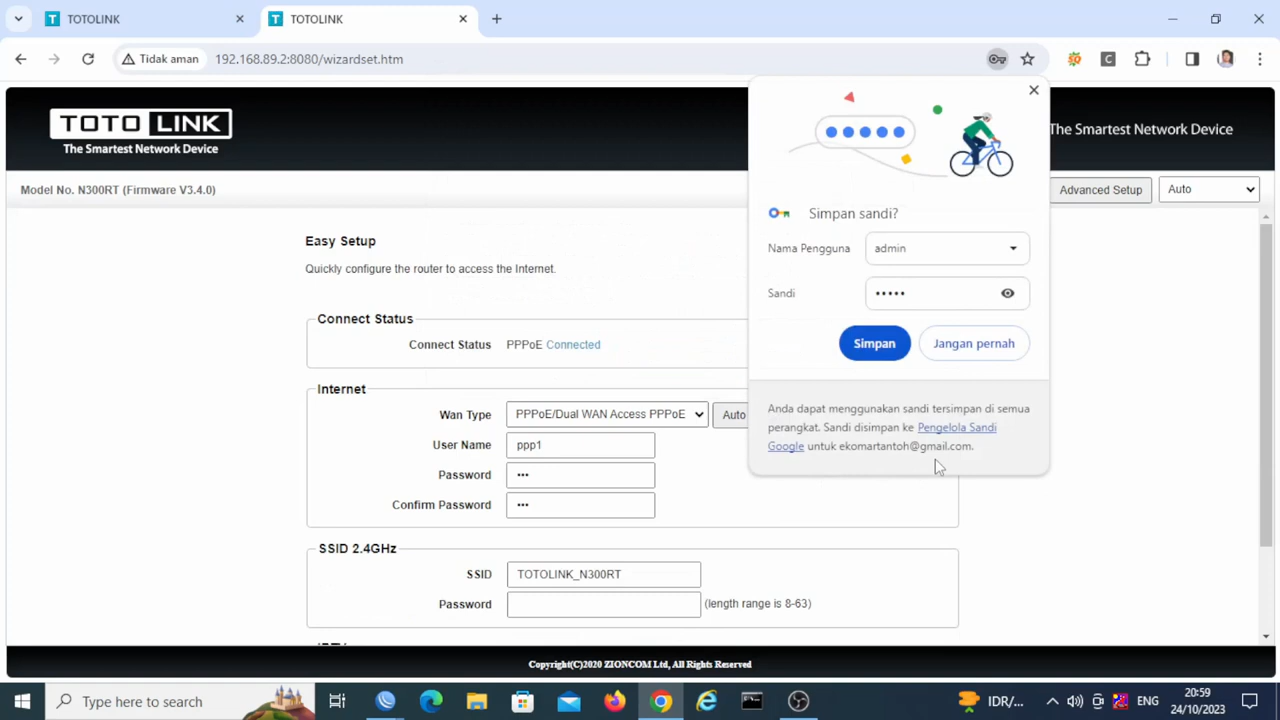 TOTOLINK
TOTOLINK
Tidak aman
192.168.89.2:8080/wizardset.htm
TOTO LINK
The Smartest Network Device
The Smartest Network Device
Model No. N300RT (Firmware V3.4.0)
Advanced Setup
Auto
Easy Setup
Quickly configure the router to access the Internet.
Connect Status
Connect Status PPPoE Connected
Internet
Wan Type PPPoE/Dual WAN Access PPPoE Auto
User Name ppp1
Password •••
Confirm Password •••
SSID 2.4GHz
SSID TOTOLINK_N300RT
Password (length range is 8-63)
Simpan sandi?
Nama Pengguna admin
Sandi •••••
Simpan Jangan pernah
Anda dapat menggunakan sandi tersimpan di semua
perangkat. Sandi disimpan ke Pengelola Sandi
Google untuk ekomartantoh@gmail.com.
Copyright(C)2020 ZIONCOM Ltd, All Rights Reserved
Type here to search
IDR/...
ENG
20:59
24/10/2023